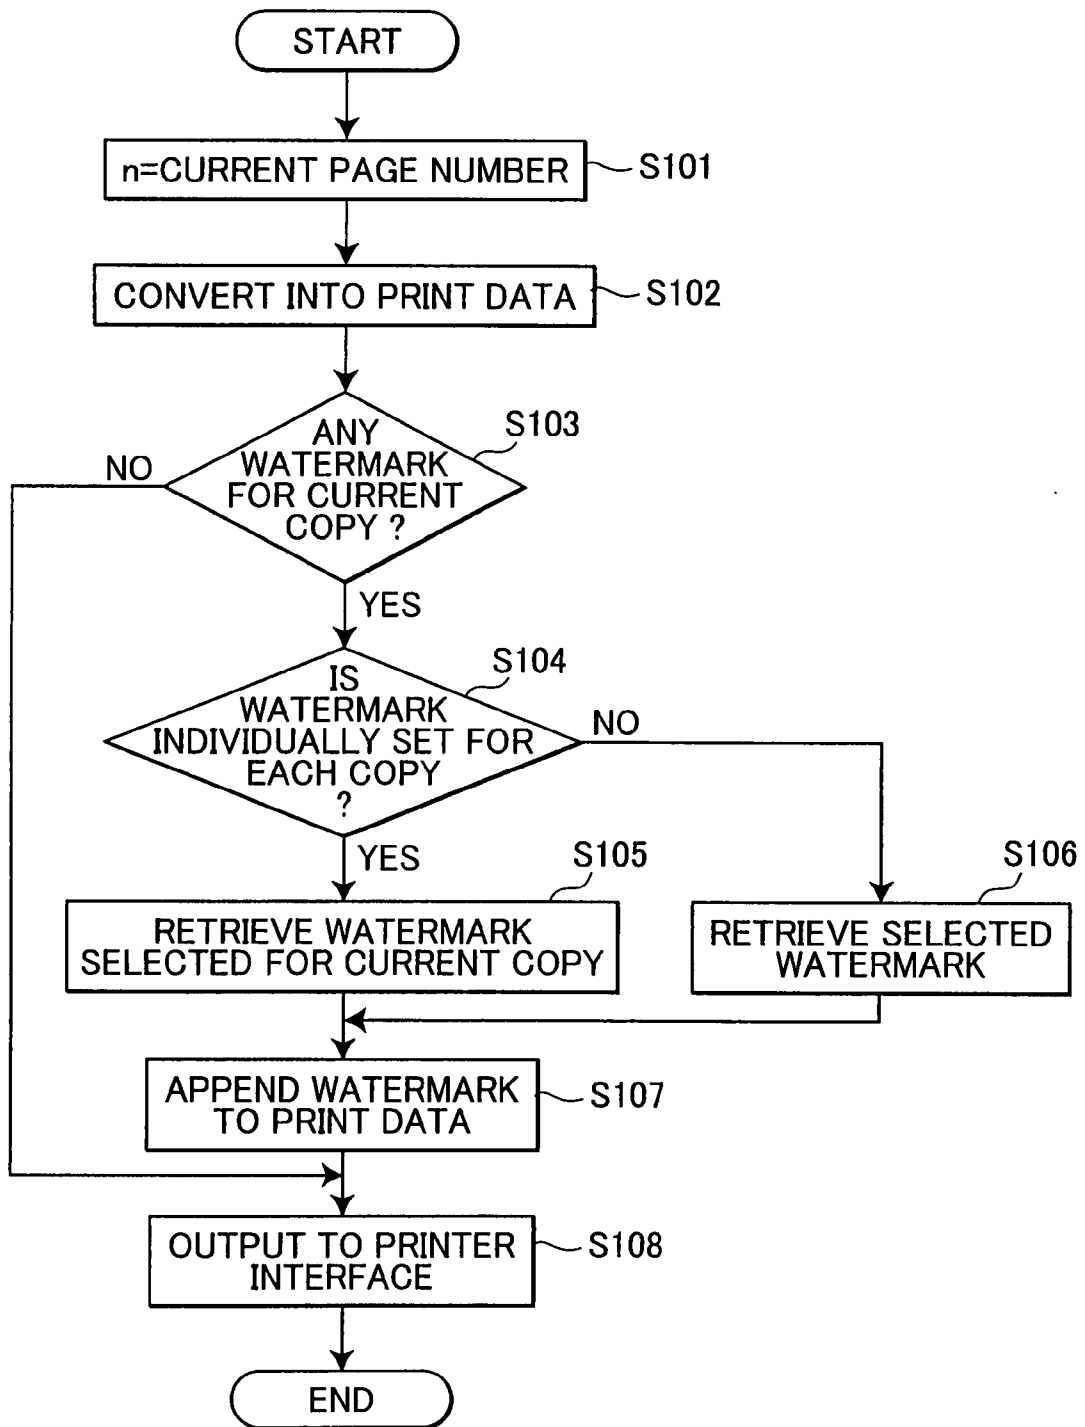 START
n=CURRENT PAGE NUMBER
S101
CONVERT INTO PRINT DATA
S102
ANY
WATERMARK
FOR CURRENT
COPY ?
S103
NO
YES
IS
WATERMARK
INDIVIDUALLY SET FOR
EACH COPY
?
S104
NO
YES
RETRIEVE WATERMARK
SELECTED FOR CURRENT COPY
S105
RETRIEVE SELECTED
WATERMARK
S106
APPEND WATERMARK
TO PRINT DATA
S107
OUTPUT TO PRINTER
INTERFACE
S108
END